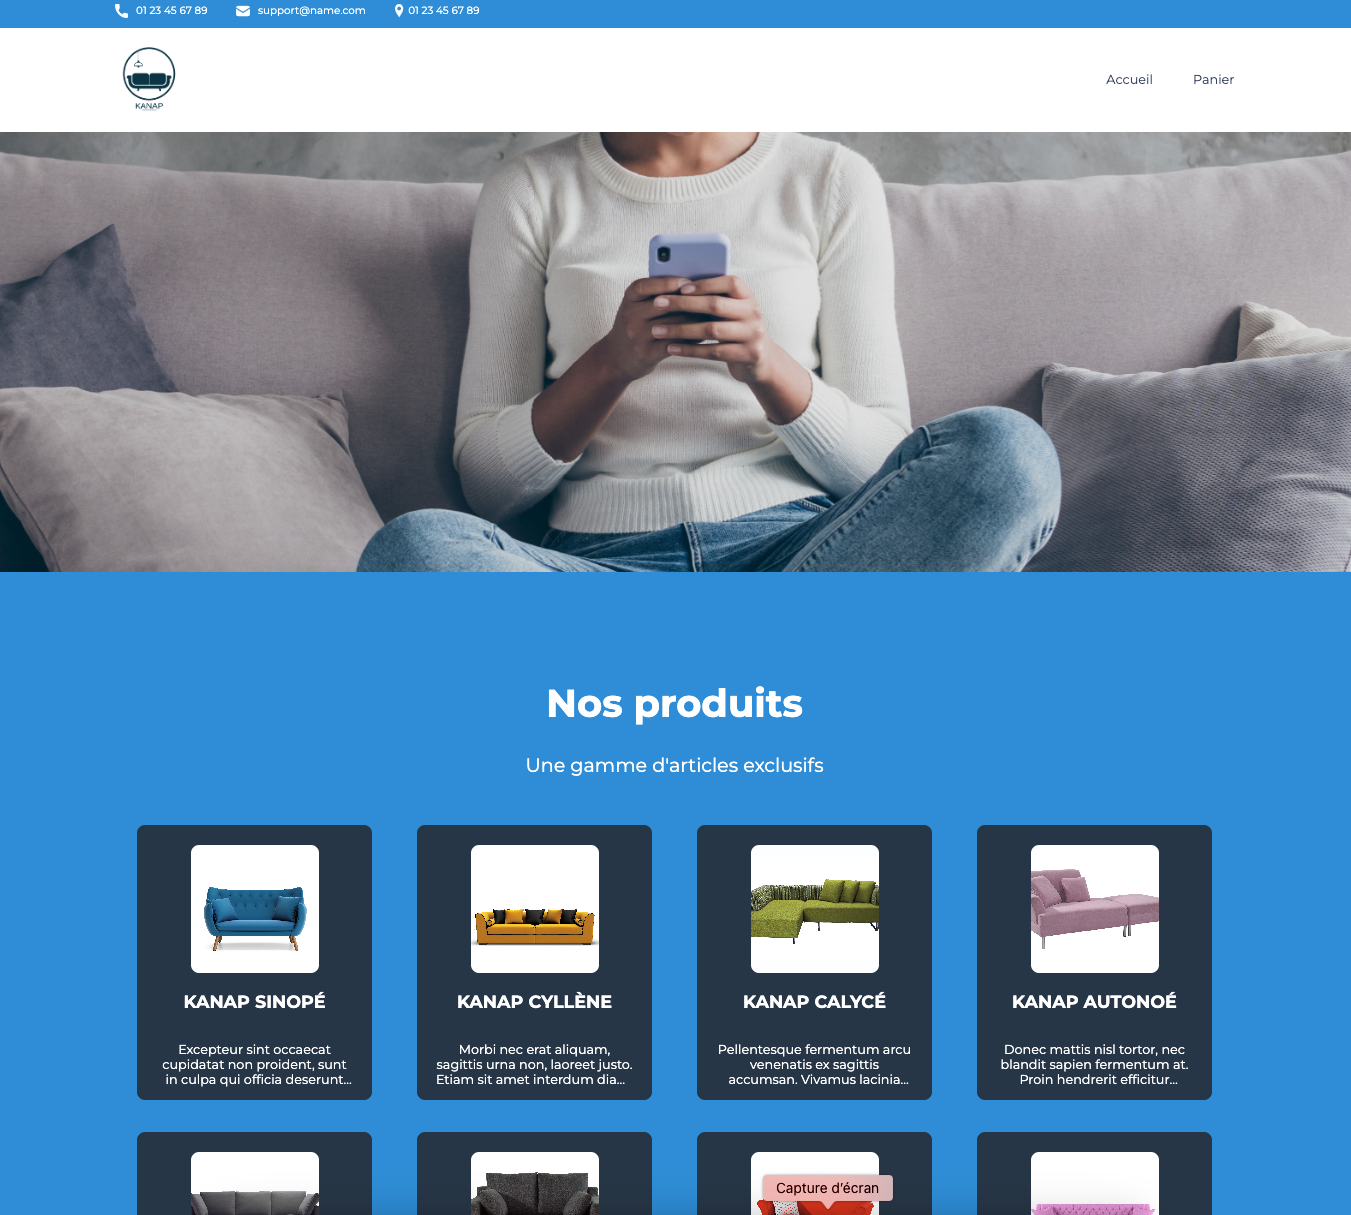 01 23 45 67 89
support@name.com
01 23 45 67 89
KANAP
Accueil
Panier
Nos produits
Une gamme d'articles exclusifs
KANAP SINOPÉ
Excepteur sint occaecat
cupidatat non proident, sunt
in culpa qui officia deserunt...
KANAP CYLLÈNE
Morbi nec erat aliquam,
sagittis urna non, laoreet justo.
Etiam sit amet interdum dia...
KANAP CALYCÉ
Pellentesque fermentum arcu
venenatis ex sagittis
accumsan. Vivamus lacinia...
KANAP AUTONOÉ
Donec mattis nisl tortor, nec
blandit sapien fermentum at.
Proin hendrerit efficitur...
Capture d'écran